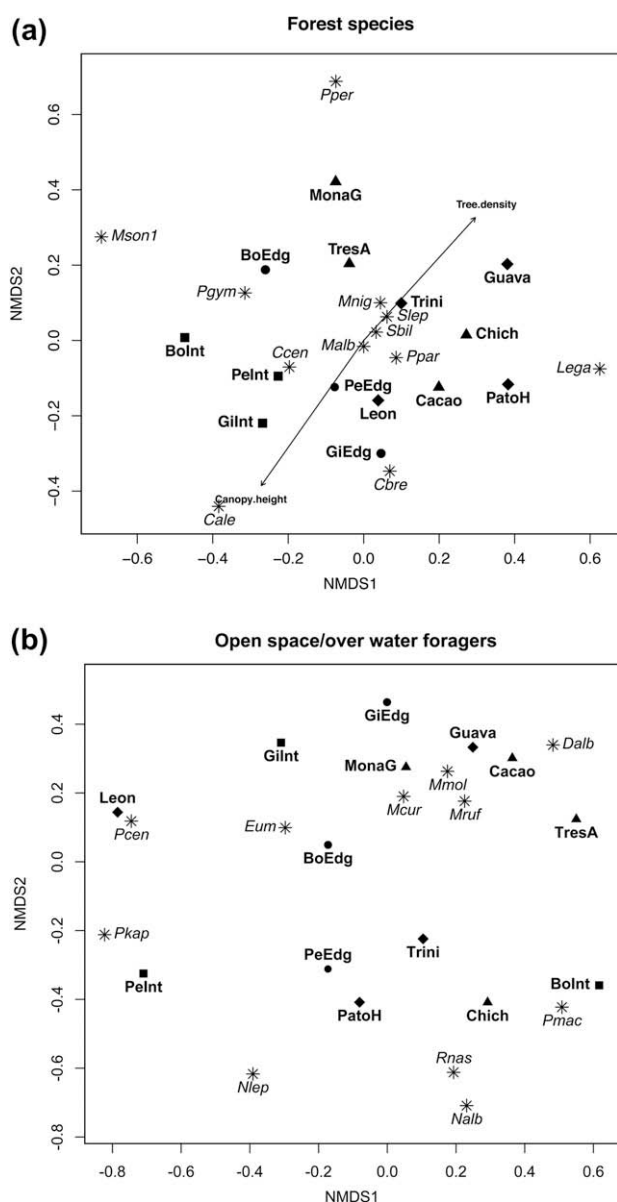 (a)
Forest species
Pper
MonaG
Tree.density
Mson1
BoEdg
TresA
Guava
Pgym
Mnig
Trini
Slep
BoInt
Malb
Sbil
Chich
Ccen
Ppar
Lega
PeInt
PeEdg
Leon
Cacao
PatoH
GiInt
GiEdg
Cbre
Canopy.height
Cale
NMDS2
0.6
0.4
0.2
0.0
−0.2
−0.4
−0.6 −0.4 −0.2 0.0 0.2 0.4 0.6
NMDS1
(b)
Open space/over water foragers
GiEdg
GiInt
Guava
Dalb
MonaG
Cacao
Mmol
Leon
Mcur
Mruf
Pcen
Eum
TresA
BoEdg
Pkap
Trini
PeEdg
PeInt
PatoH
Chich
BoInt
Pmac
Nlep
Rnas
Nalb
NMDS2
0.4
0.2
0.0
-0.2
-0.4
-0.6
-0.8
-0.8 -0.6 -0.4 -0.2 0.0 0.2 0.4 0.6
NMDS1